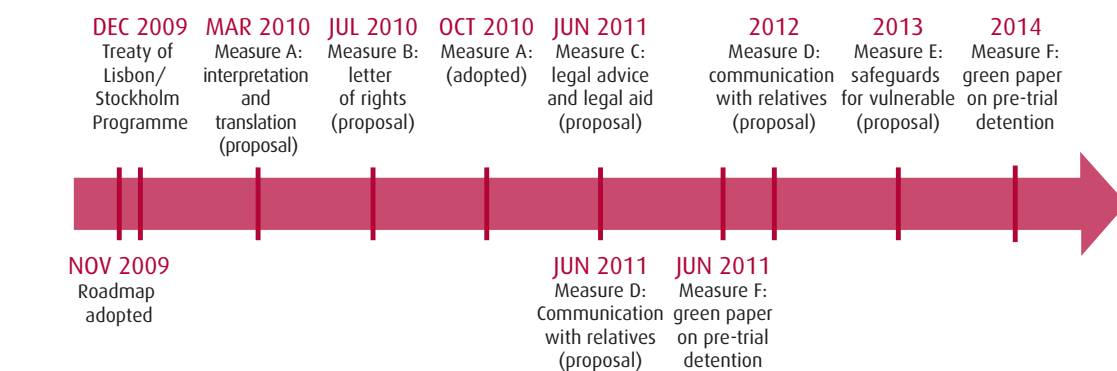 DEC 2009
Treaty of
Lisbon/
Stockholm
Programme
MAR 2010
Measure A:
interpretation
and
translation
(proposal)
JUL 2010
Measure B:
letter
of rights
(proposal)
OCT 2010
Measure A:
(adopted)
JUN 2011
Measure C:
legal advice
and legal aid
(proposal)
2012
Measure D:
communication
with relatives
(proposal)
2013
Measure E:
safeguards
for vulnerable
(proposal)
2014
Measure F:
green paper
on pre-trial
detention
NOV 2009
Roadmap
adopted
JUN 2011
Measure D:
Communication
with relatives
(proposal)
JUN 2011
Measure F:
green paper
on pre-trial
detention